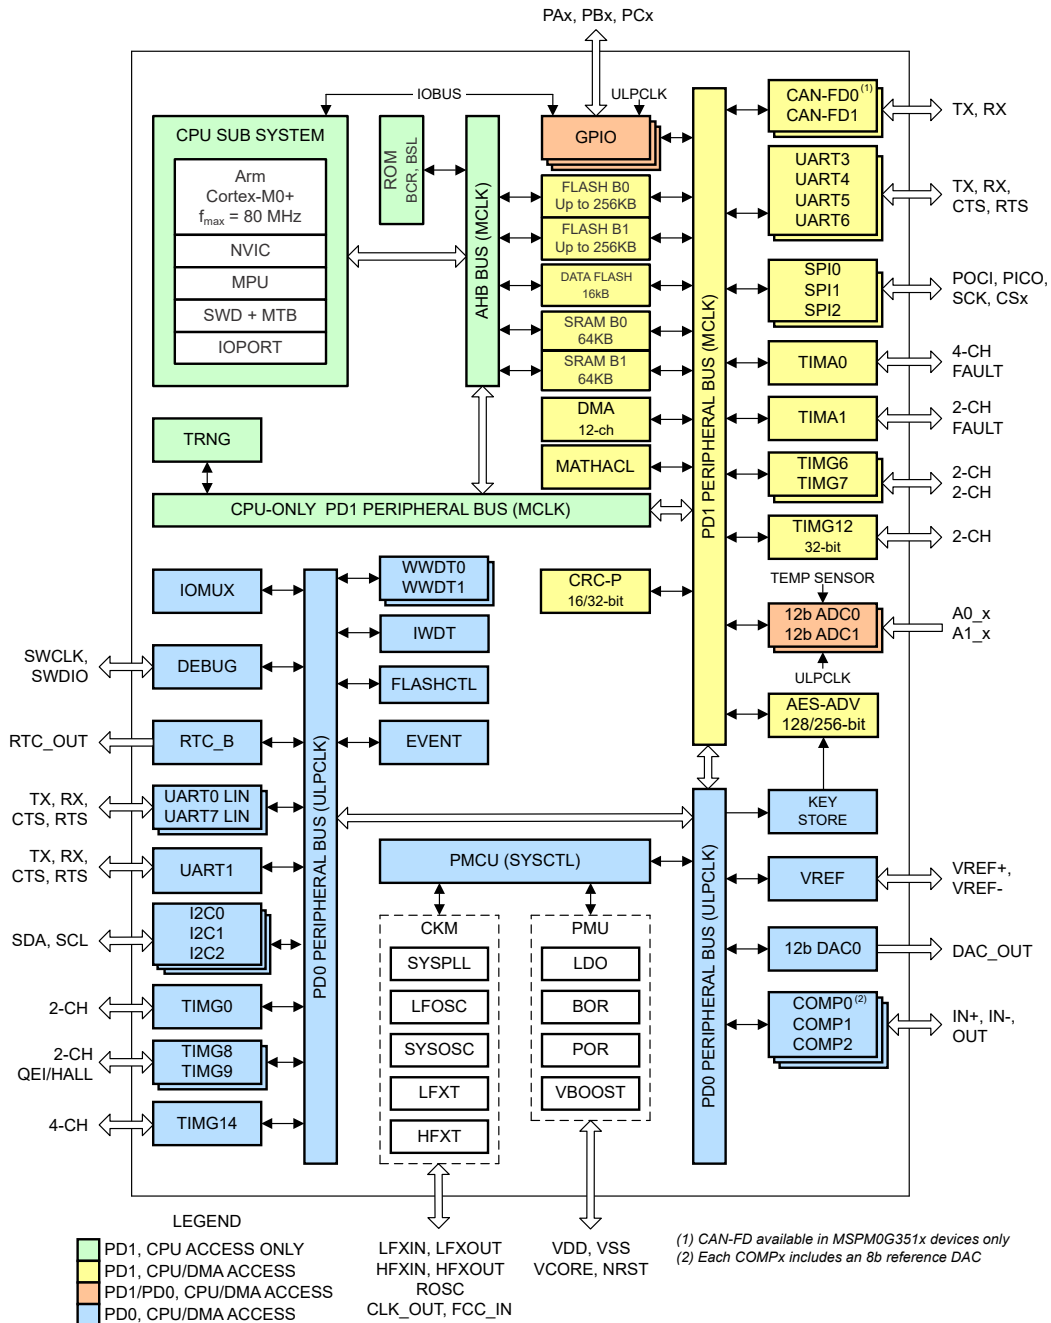 PAx, PBx, PCx
IOBUS
ULPCLK
CPU SUB SYSTEM
Arm
Cortex-M0+
fmax = 80 MHz
NVIC
MPU
SWD + MTB
IOPORT
ROM
BCR, BSL
AHB BUS (MCLK)
GPIO
FLASH B0
Up to 256KB
FLASH B1
Up to 256KB
DATA FLASH
16kB
SRAM B0
64KB
SRAM B1
64KB
DMA
12-ch
MATHACL
TRNG
CPU-ONLY PD1 PERIPHERAL BUS (MCLK)
CRC-P
16/32-bit
PD1 PERIPHERAL BUS (MCLK)
CAN-FD0(1)
CAN-FD1
TX, RX
UART3
UART4
UART5
UART6
TX, RX,
CTS, RTS
SPI0
SPI1
SPI2
POCI, PICO,
SCK, CSx
TIMA0
4-CH
FAULT
TIMA1
2-CH
FAULT
TIMG6
TIMG7
2-CH
2-CH
TIMG12
32-bit
2-CH
TEMP SENSOR
12b ADC0
12b ADC1
A0_x
A1_x
ULPCLK
AES-ADV
128/256-bit
KEY
STORE
VREF
VREF+,
VREF-
12b DAC0
DAC_OUT
COMP0(2)
COMP1
COMP2
IN+, IN-,
OUT
PD0 PERIPHERAL BUS (ULPCLK)
IOMUX
SWCLK,
SWDIO
DEBUG
RTC_OUT
RTC_B
TX, RX,
CTS, RTS
UART0 LIN
UART7 LIN
TX, RX,
CTS, RTS
UART1
SDA, SCL
I2C0
I2C1
I2C2
2-CH
TIMG0
2-CH
QEI/HALL
TIMG8
TIMG9
4-CH
TIMG14
PD0 PERIPHERAL BUS (ULPCLK)
WWDT0
WWDT1
IWDT
FLASHCTL
EVENT
PMCU (SYSCTL)
CKM
SYSPLL
LFOSC
SYSOSC
LFXT
HFXT
PMU
LDO
BOR
POR
VBOOST
LFXIN, LFXOUT
HFXIN, HFXOUT
ROSC
CLK_OUT, FCC_IN
VDD, VSS
VCORE, NRST
LEGEND
PD1, CPU ACCESS ONLY
PD1, CPU/DMA ACCESS
PD1/PD0, CPU/DMA ACCESS
PD0, CPU/DMA ACCESS
(1) CAN-FD available in MSPM0G351x devices only
(2) Each COMPx includes an 8b reference DAC